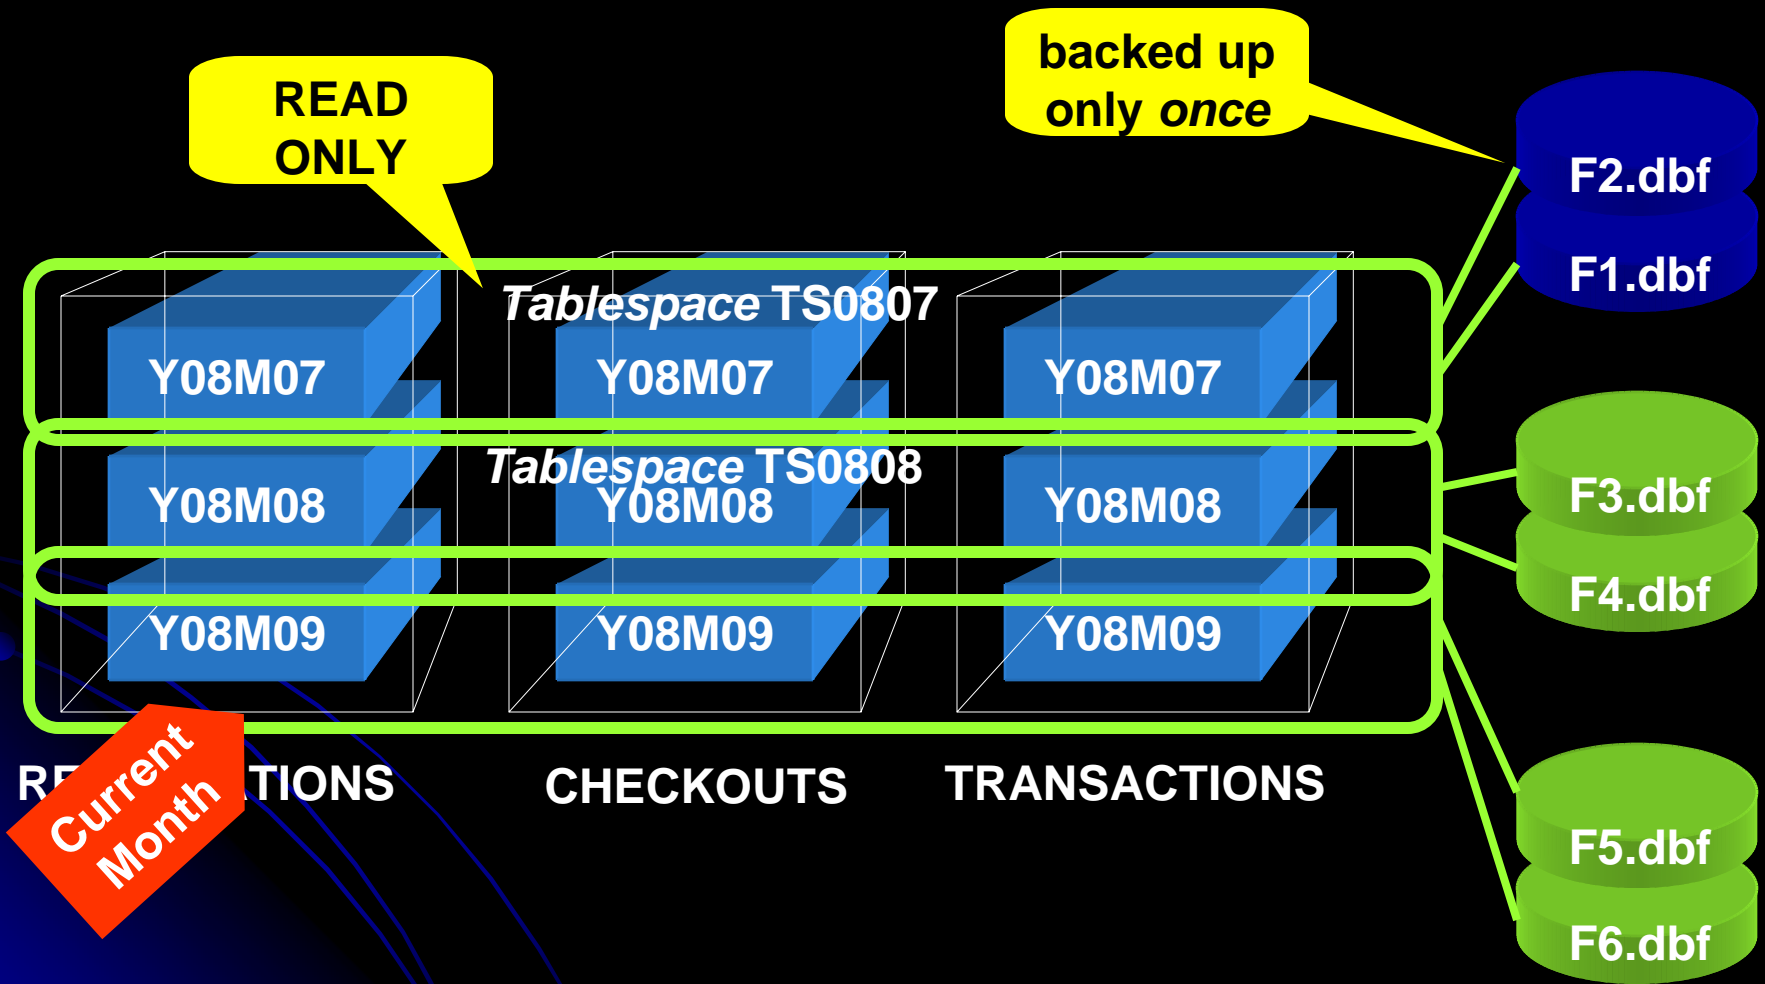 READ
ONLY
backed up
only once
F2.dbf
F1.dbf
Tablespace TS0807
Y08M07
Y08M07
Y08M07
Tablespace TS0808
Y08M08
Y08M08
Y08M08
F3.dbf
F4.dbf
Y08M09
Y08M09
Y08M09
Current
Month
TIONS
CHECKOUTS
TRANSACTIONS
F5.dbf
F6.dbf